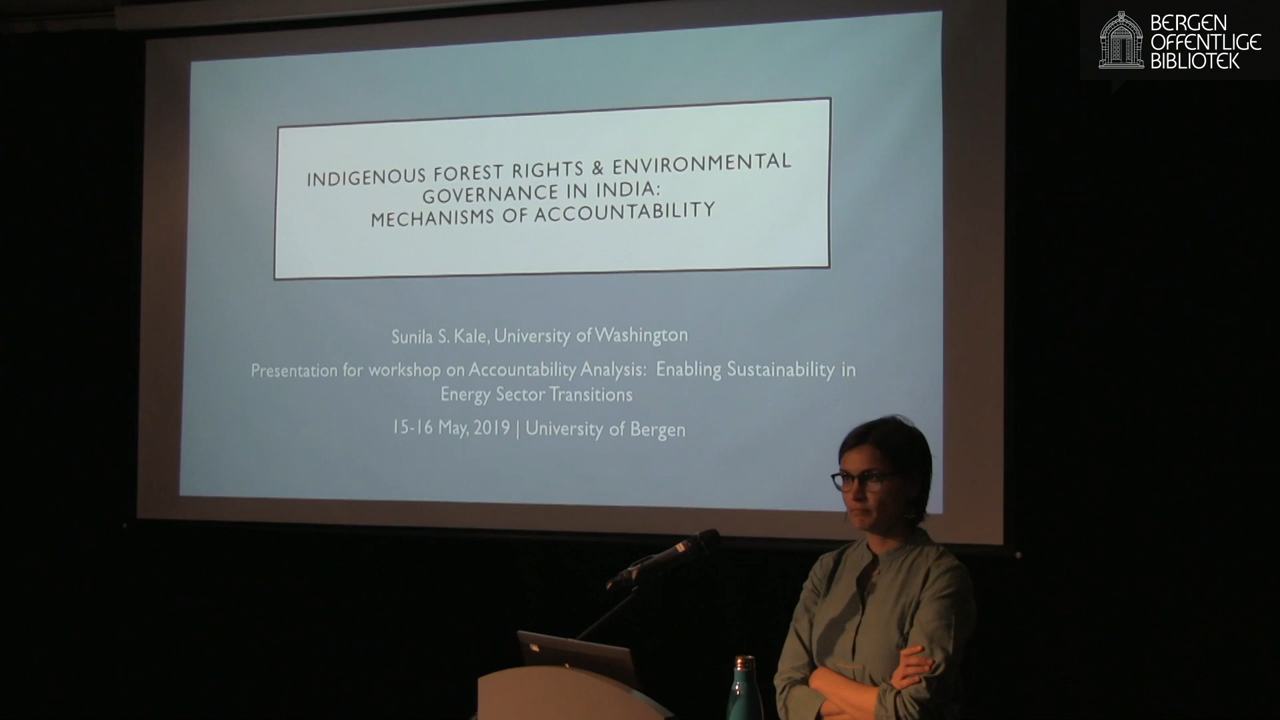 BERGEN
OFFENTLIGE
BIBLIOTEK
INDIGENOUS FOREST RIGHTS & ENVIRONMENTAL
GOVERNANCE IN INDIA:
MECHANISMS OF ACCOUNTABILITY
Sunila S. Kale, University of Washington
Presentation for workshop on Accountability Analysis: Enabling Sustainability in
Energy Sector Transitions
15-16 May, 2019 | University of Bergen